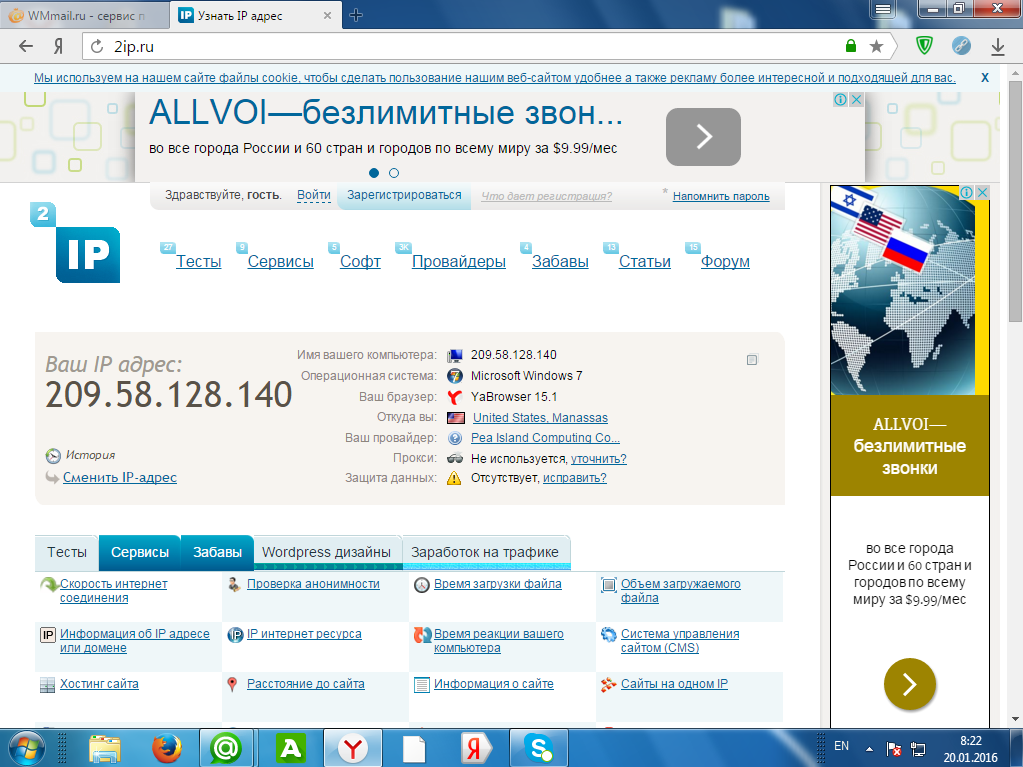 WMmail.ru - сервис п
Узнать IP адрес
2ip.ru
Мы используем на нашем сайте файлы cookie, чтобы сделать пользование нашим веб-сайтом удобнее а также рекламу более интересной и подходящей для вас.
X
ALLVOI—безлимитные звон...
во все города России и 60 стран и городов по всему миру за $9.99/мес
Здравствуйте, гость. Войти Зарегистрироваться Что дает регистрация? * Напомнить пароль
2
IP
27 Тесты 9 Сервисы 5 Софт 3K Провайдеры 4 Забавы 13 Статьи 15 Форум
Ваш IP адрес:
209.58.128.140
История
Сменить IP-адрес
Имя вашего компьютера: 209.58.128.140
Операционная система: Microsoft Windows 7
Ваш браузер: YaBrowser 15.1
Откуда вы: United States, Manassas
Ваш провайдер: Pea Island Computing Co...
Прокси: Не используется, уточнить?
Защита данных: Отсутствует, исправить?
ALLVOI—
безлимитные
звонки
во все города
России и 60 стран и
городов по всему
миру за $9.99/мес
Тесты Сервисы Забавы Wordpress дизайны Заработок на трафике
Скорость интернет
соединения
Проверка анонимности
Время загрузки файла
Объем загружаемого
файла
IP Информация об IP адресе
или домене
IP IP интернет ресурса
Время реакции вашего
компьютера
Система управления
сайтом (CMS)
Хостинг сайта
Расстояние до сайта
Информация о сайте
Сайты на одном IP
EN
8:22
20.01.2016